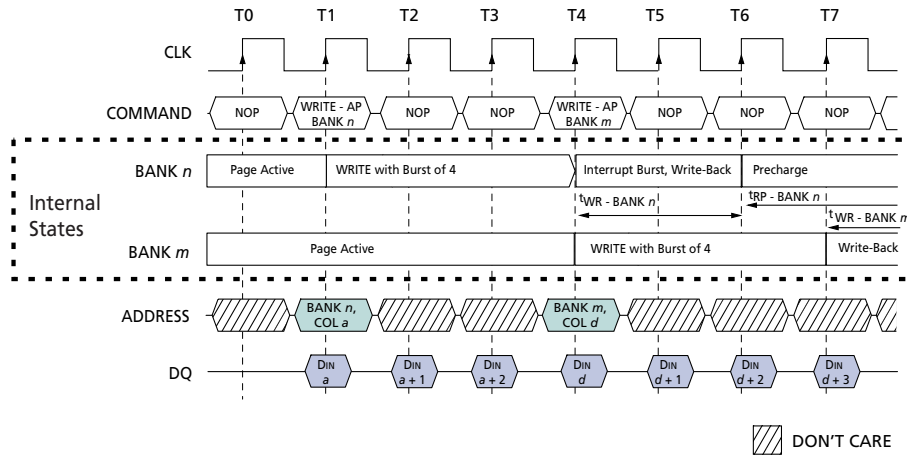 T0 T1 T2 T3 T4 T5 T6 T7
CLK
COMMAND NOP WRITE - AP BANK n NOP NOP WRITE - AP BANK m NOP NOP NOP
Internal States
BANK n Page Active WRITE with Burst of 4 Interrupt Burst, Write-Back Precharge
tWR - BANK n tRP - BANK n
tWR - BANK m
BANK m Page Active WRITE with Burst of 4 Write-Back
ADDRESS BANK n, COL a BANK m, COL d
DQ DIN a DIN a + 1 DIN a + 2 DIN d DIN d + 1 DIN d + 2 DIN d + 3
DON'T CARE